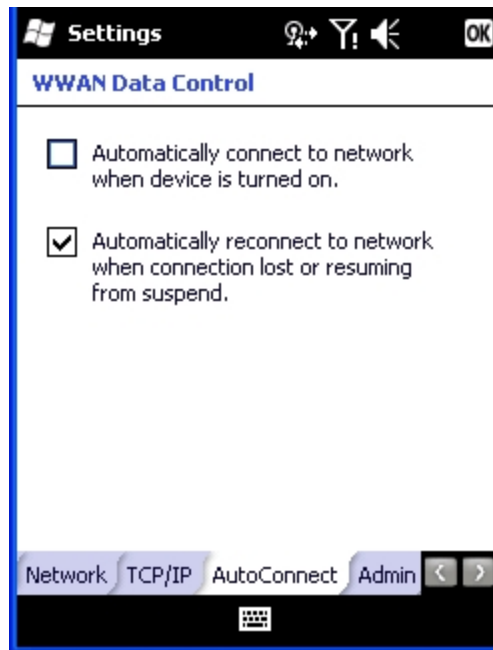 Settings
OK
WWAN Data Control
Automatically connect to network
when device is turned on.
Automatically reconnect to network
when connection lost or resuming
from suspend.
Network TCP/IP AutoConnect Admin